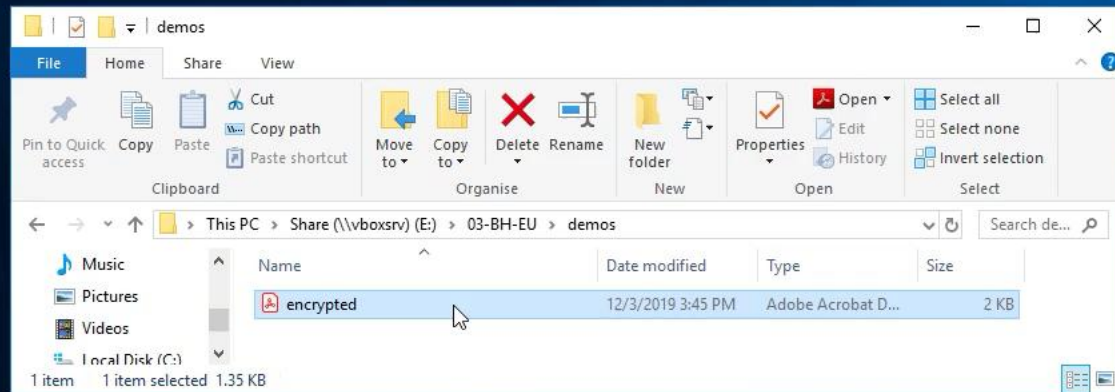 demos
File Home Share View
Pin to Quick access
Copy
Paste
Cut
Copy path
Paste shortcut
Move to
Copy to
Delete
Rename
New folder
Properties
Open
Edit
History
Select all
Select none
Invert selection
Clipboard Organise New Open Select
This PC > Share (\\vboxsrv) (E:) > 03-BH-EU > demos
Search de...
Music
Pictures
Videos
Local Disk (C:)
Name Date modified Type Size
encrypted 12/3/2019 3:45 PM Adobe Acrobat D... 2 KB
1 item 1 item selected 1.35 KB